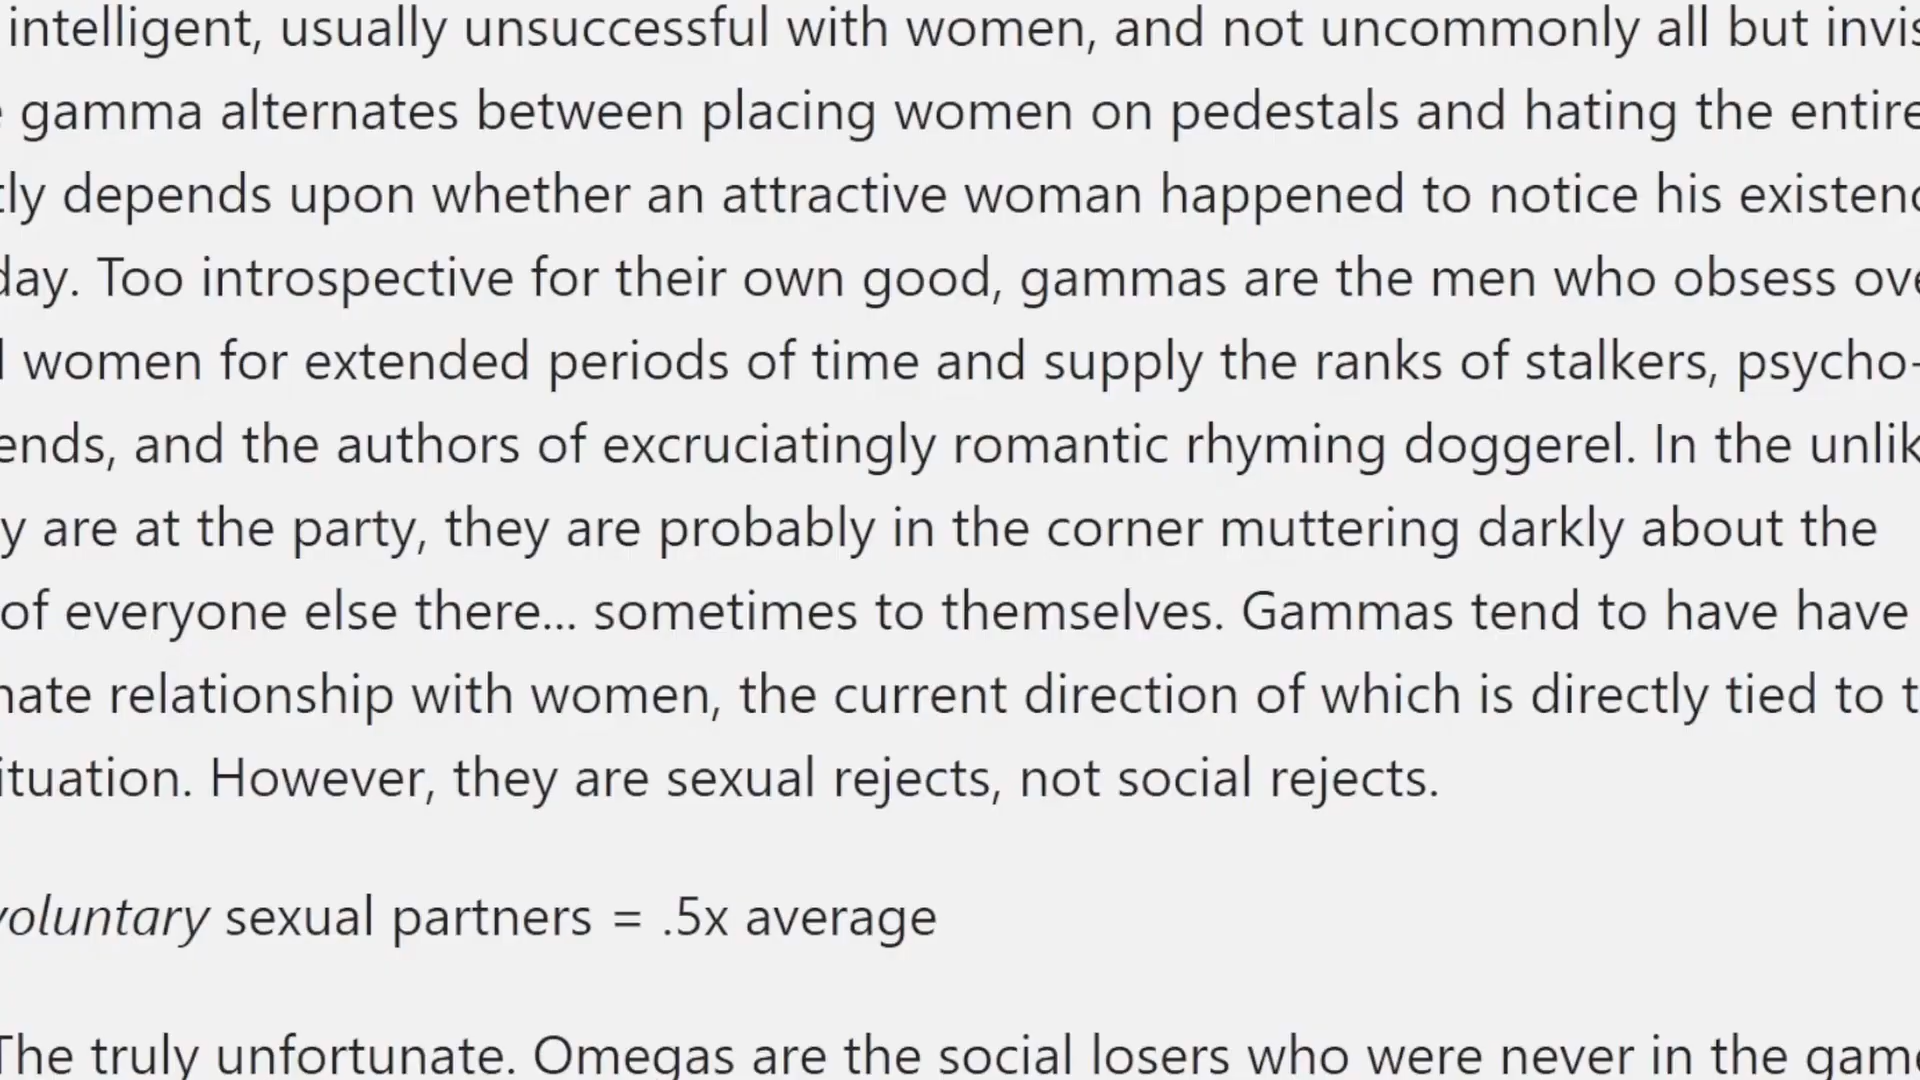 intelligent, usually unsuccessful with women, and not uncommonly all but invis
gamma alternates between placing women on pedestals and hating the entire
tly depends upon whether an attractive woman happened to notice his existenc
day. Too introspective for their own good, gammas are the men who obsess ove
women for extended periods of time and supply the ranks of stalkers, psycho-
ends, and the authors of excruciatingly romantic rhyming doggerel. In the unlik
y are at the party, they are probably in the corner muttering darkly about the
of everyone else there... sometimes to themselves. Gammas tend to have have
hate relationship with women, the current direction of which is directly tied to t
ituation. However, they are sexual rejects, not social rejects.
voluntary sexual partners = .5x average
The truly unfortunate. Omegas are the social losers who were never in the game